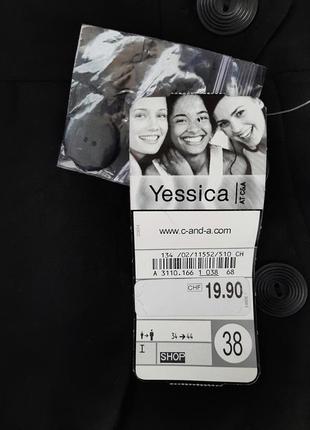 Yessica
AT C&A
www.c-and-a.com
134 /02/11552/510 CH
A 3110.166 1 038 68
CHF 19.90
34→44
38
I SHOP